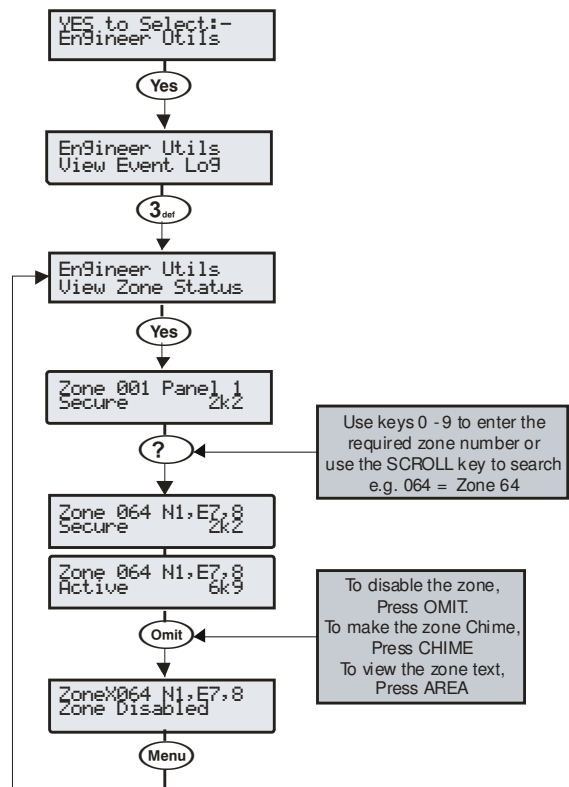 YES to Select:-
Engineer Utils
Yes
Engineer Utils
View Event Log
3def
Engineer Utils
View Zone Status
Yes
Zone 001 Panel 1
Secure 2k2
?
Use keys 0 - 9 to enter the
required zone number or
use the SCROLL key to search
e.g. 064 = Zone 64
Zone 064 N1,E7,8
Secure 2k2
Zone 064 N1,E7,8
Active 6k9
Omit
To disable the zone,
Press OMIT.
To make the zone Chime,
Press CHIME
To view the zone text,
Press AREA
ZoneX064 N1,E7,8
Zone Disabled
Menu